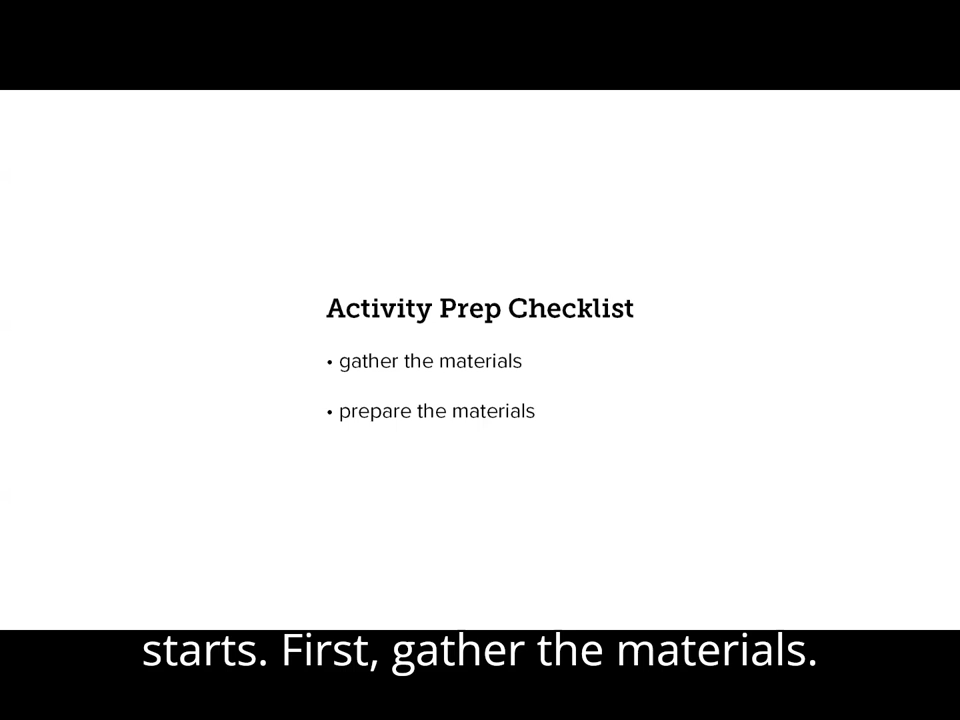 Activity Prep Checklist
• gather the materials
• prepare the materials
starts. First, gather the materials.